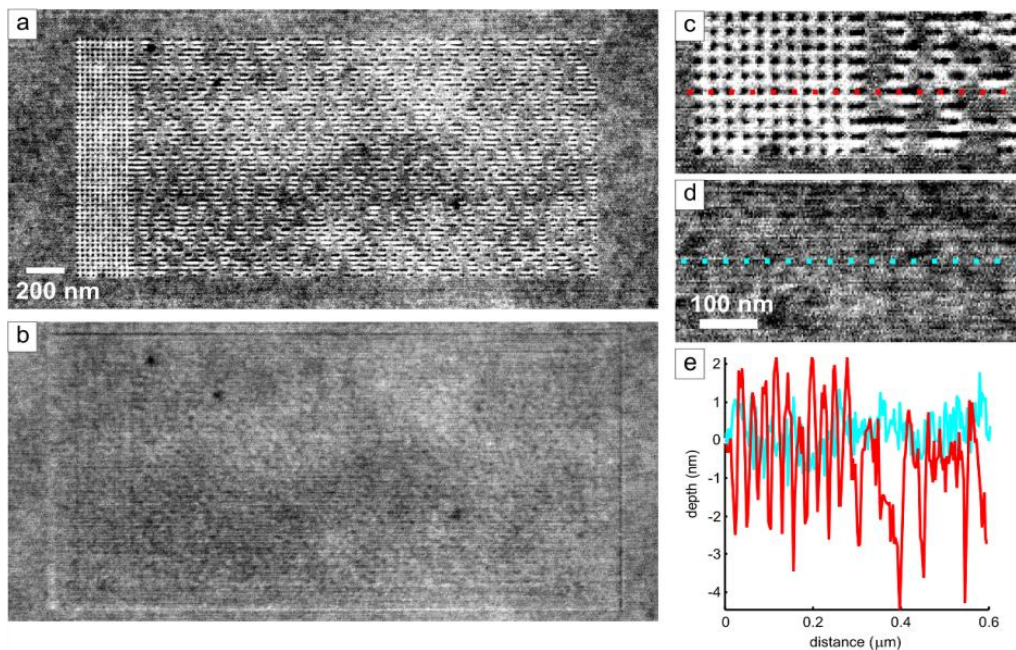 a
200 nm
b
c
d
100 nm
e
2
1
0
-1
-2
-3
-4
depth (nm)
0
0.2
0.4
0.6
distance (μm)